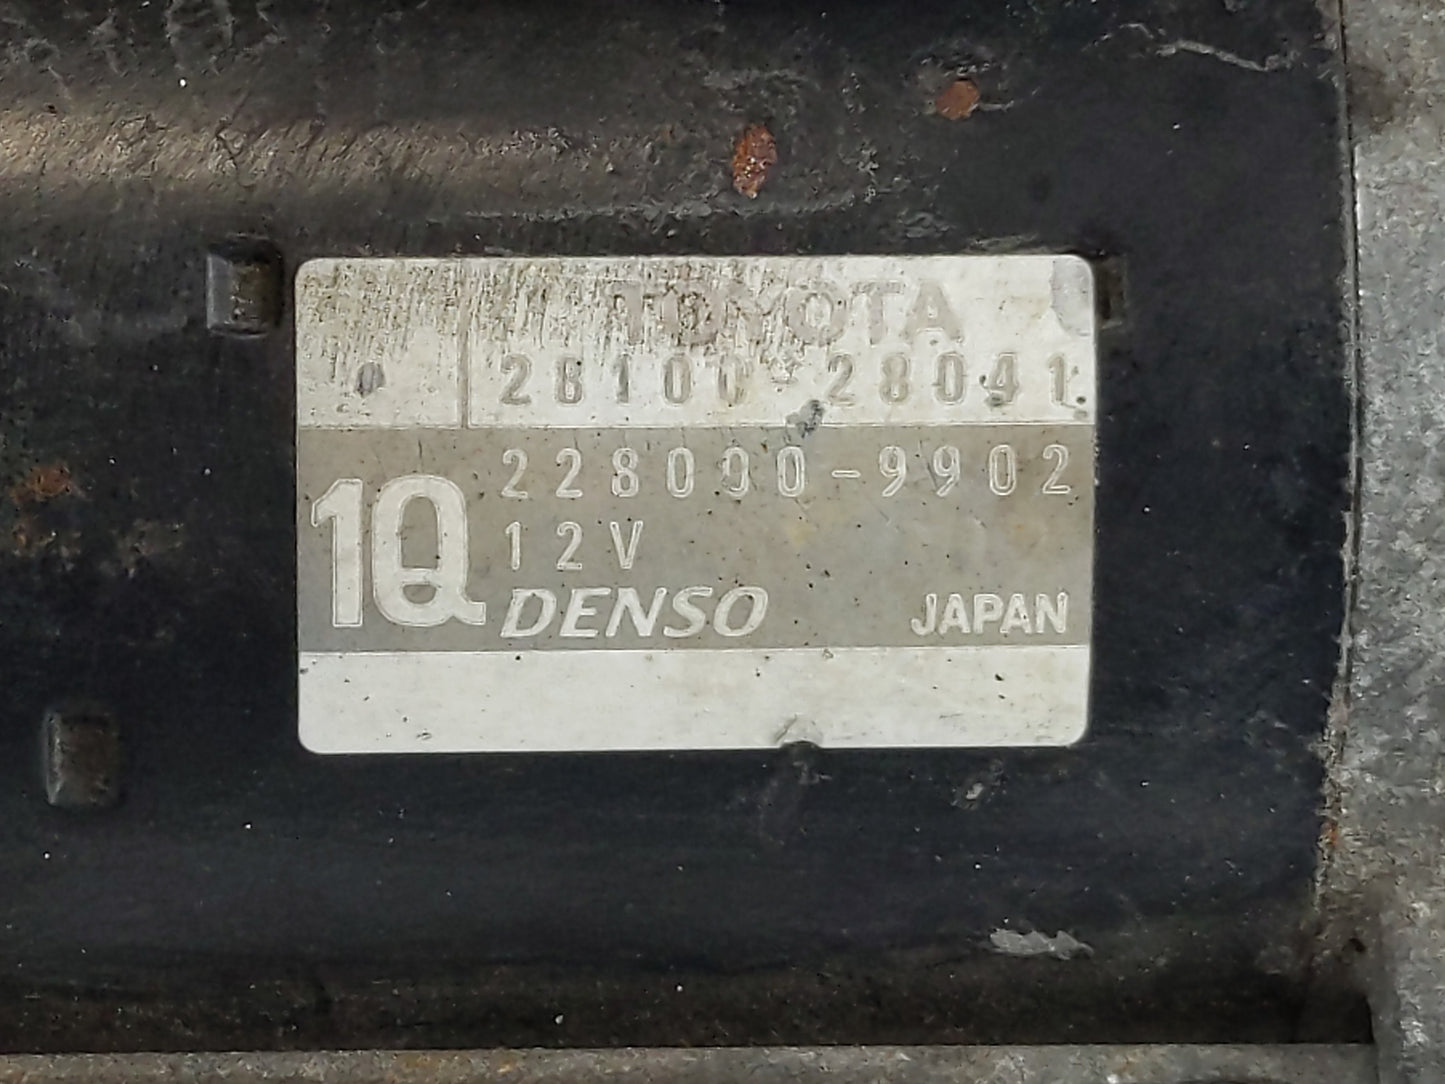 TOYOTA
28100-28041
228000-9902
1Q
12V
DENSO
JAPAN